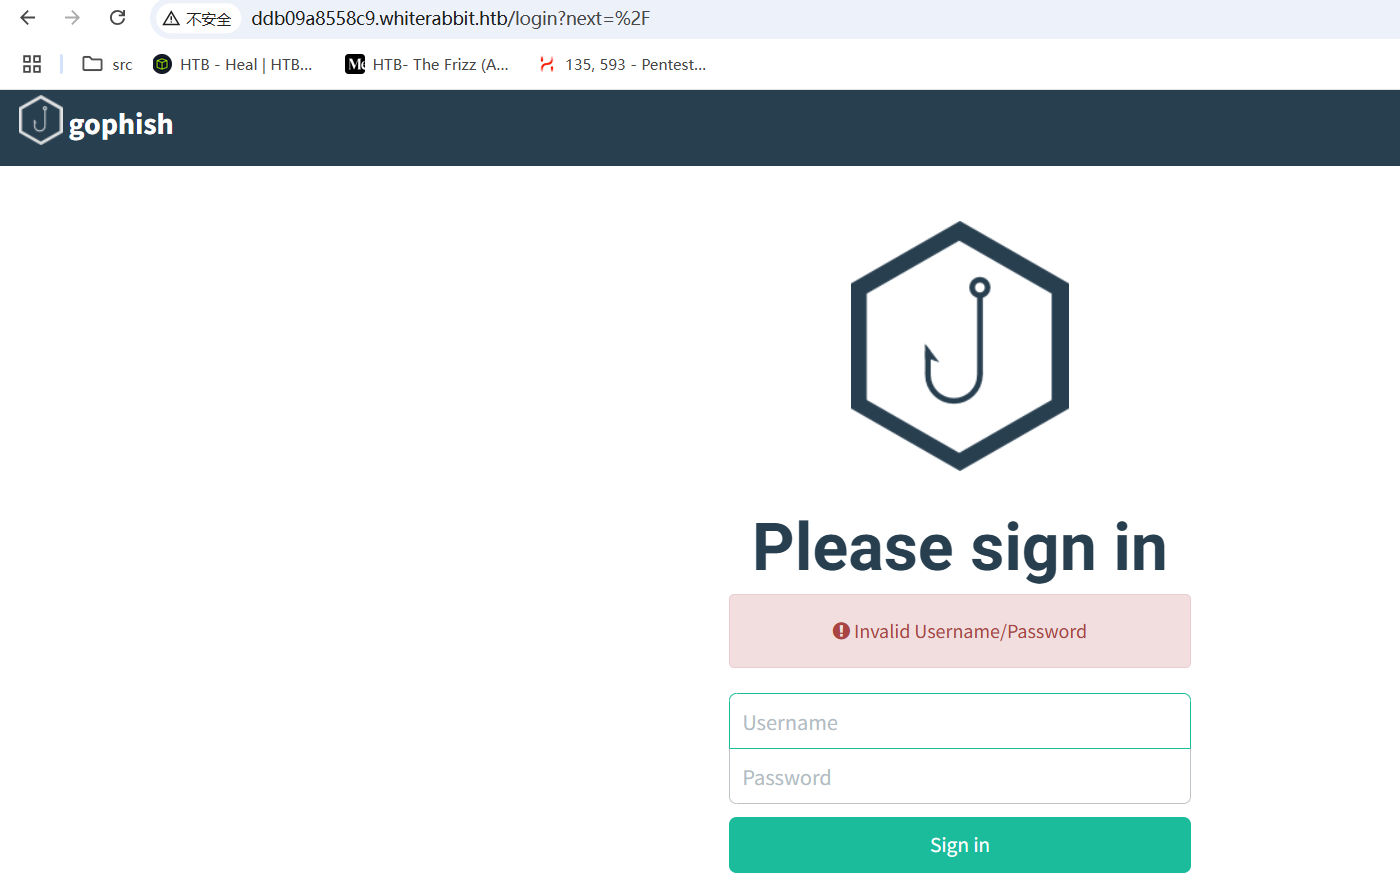 不安全 ddb09a8558c9.whiterabbit.htb/login?next=%2F
src HTB - Heal | HTB... HTB- The Frizz (A... 135, 593 - Pentest...
gophish
Please sign in
Invalid Username/Password
Username
Password
Sign in